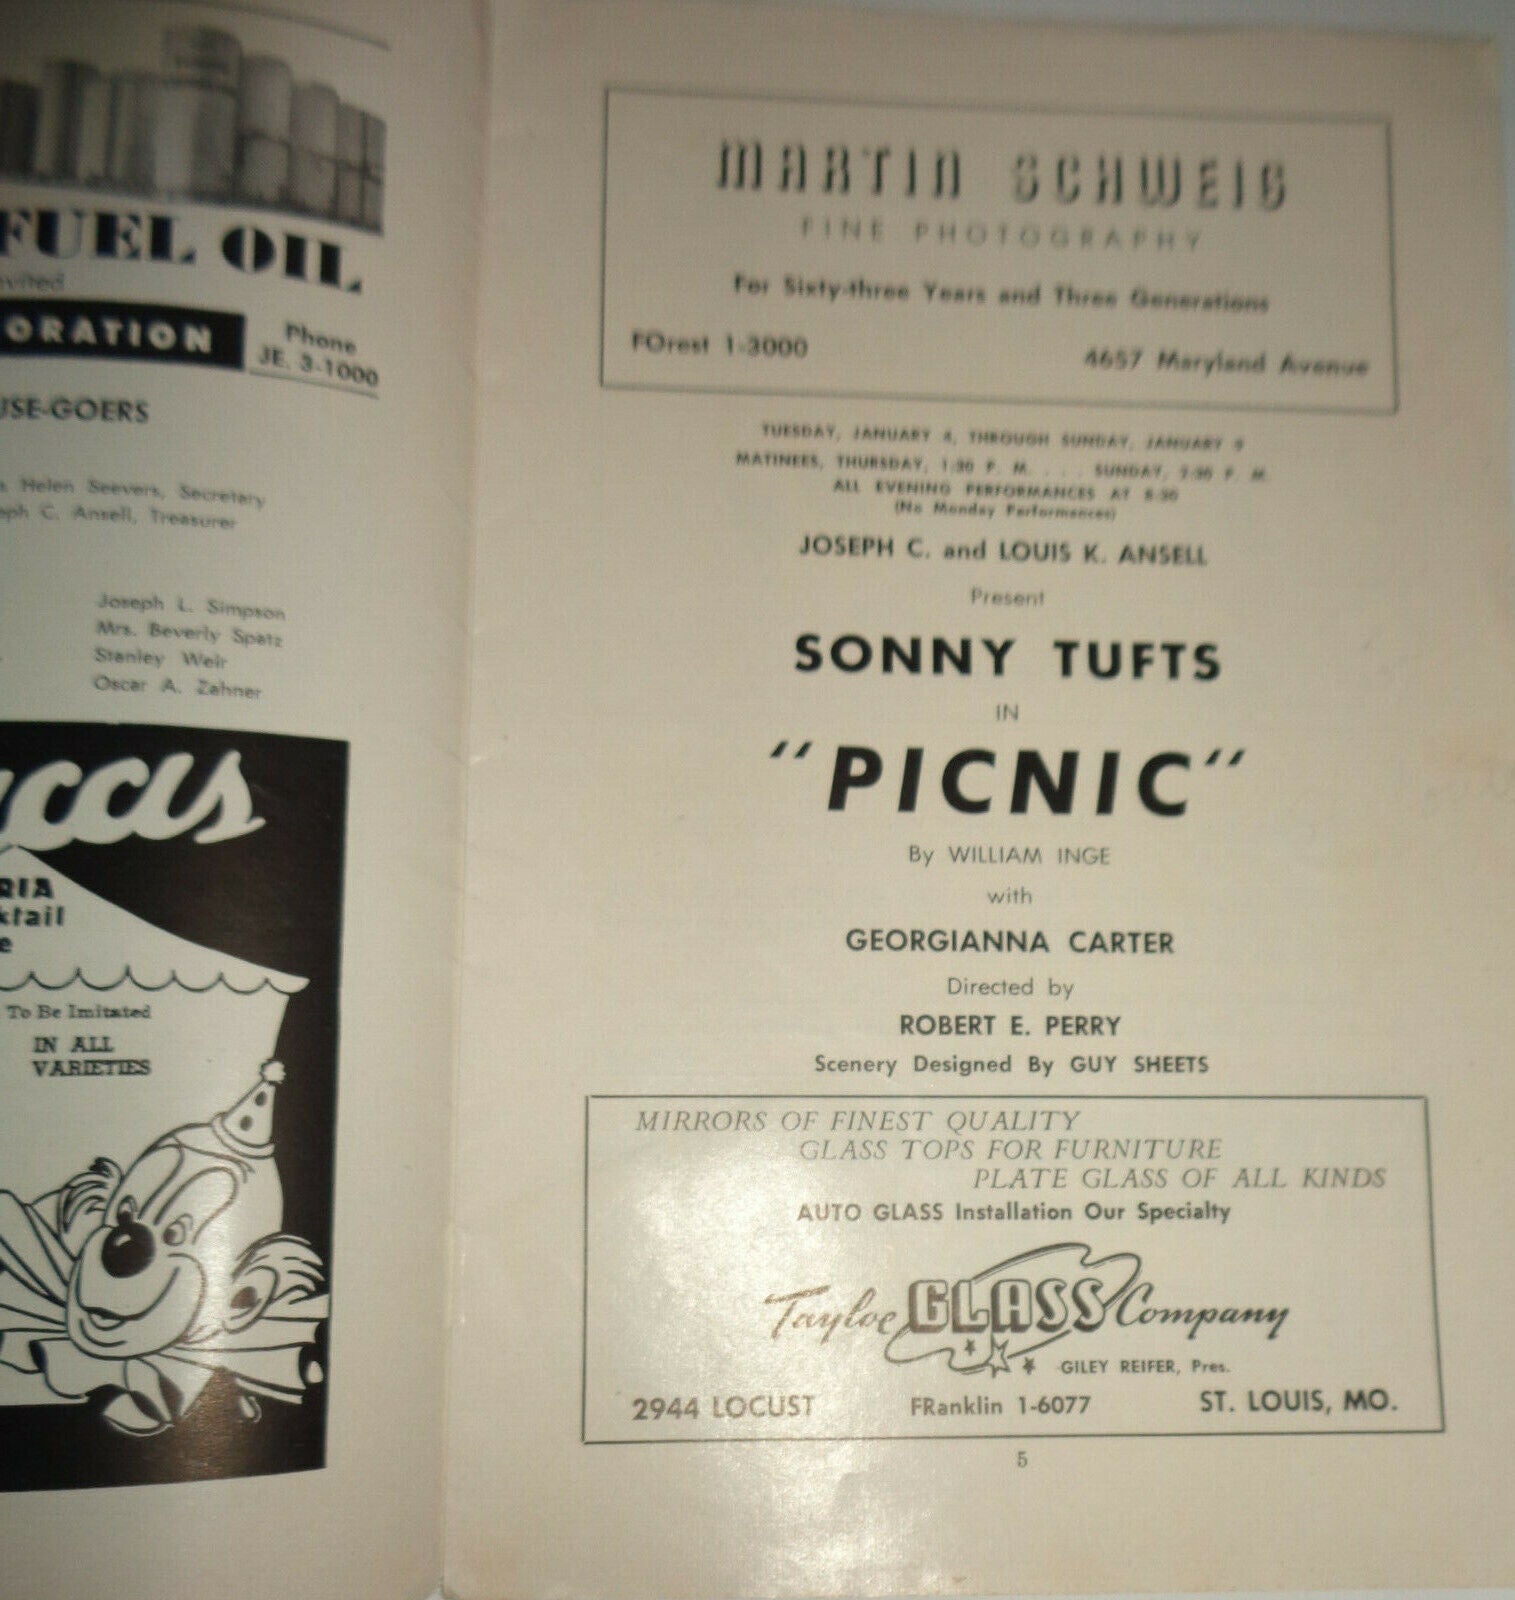 FUEL OIL
nvited
ORATION
Phone
JE. 3-1000
USE-GOERS
s. Helen Seevers, Secretary
eph C. Ansell, Treasurer
Joseph L. Simpson
Mrs. Beverly Spatz
Stanley Weir
Oscar A. Zahner
RIA
ktail
e
To Be Imitated
IN ALL
VARIETIES
MARTIN SCHWEIG
FINE PHOTOGRAPHY
For Sixty-three Years and Three Generations
FOrest 1-3000 4657 Maryland Avenue
TUESDAY, JANUARY 4, THROUGH SUNDAY, JANUARY 9
MATINEES, THURSDAY, 1:30 P. M. . . . SUNDAY, 2:30 P. M.
ALL EVENING PERFORMANCES AT 8:30
(No Monday Performances)
JOSEPH C. and LOUIS K. ANSELL
Present
SONNY TUFTS
IN
"PICNIC"
By WILLIAM INGE
with
GEORGIANNA CARTER
Directed by
ROBERT E. PERRY
Scenery Designed By GUY SHEETS
MIRRORS OF FINEST QUALITY
GLASS TOPS FOR FURNITURE
PLATE GLASS OF ALL KINDS
AUTO GLASS Installation Our Specialty
Tayloe GLASS Company
GILEY REIFER, Pres.
2944 LOCUST FRanklin 1-6077 ST. LOUIS, MO.
5